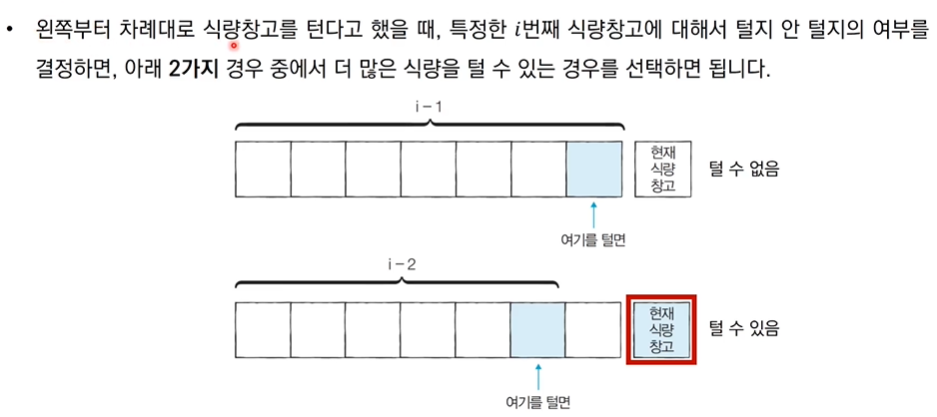 • 왼쪽부터 차례대로 식량창고를 턴다고 했을 때, 특정한 i번째 식량창고에 대해서 털지 안 털지의 여부를
결정하면, 아래 2가지 경우 중에서 더 많은 식량을 털 수 있는 경우를 선택하면 됩니다.
i – 1
현재
식량
창고
털 수 없음
여기를 털면
i – 2
현재
식량
창고
털 수 있음
여기를 털면